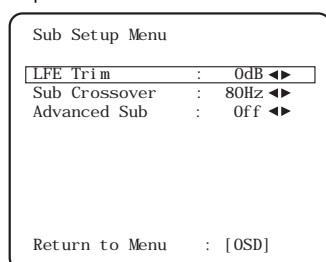 Sub Setup Menu
LFE Trim : 0dB ◄►
Sub Crossover : 80Hz ◄►
Advanced Sub : Off ◄►
Return to Menu : [OSD]